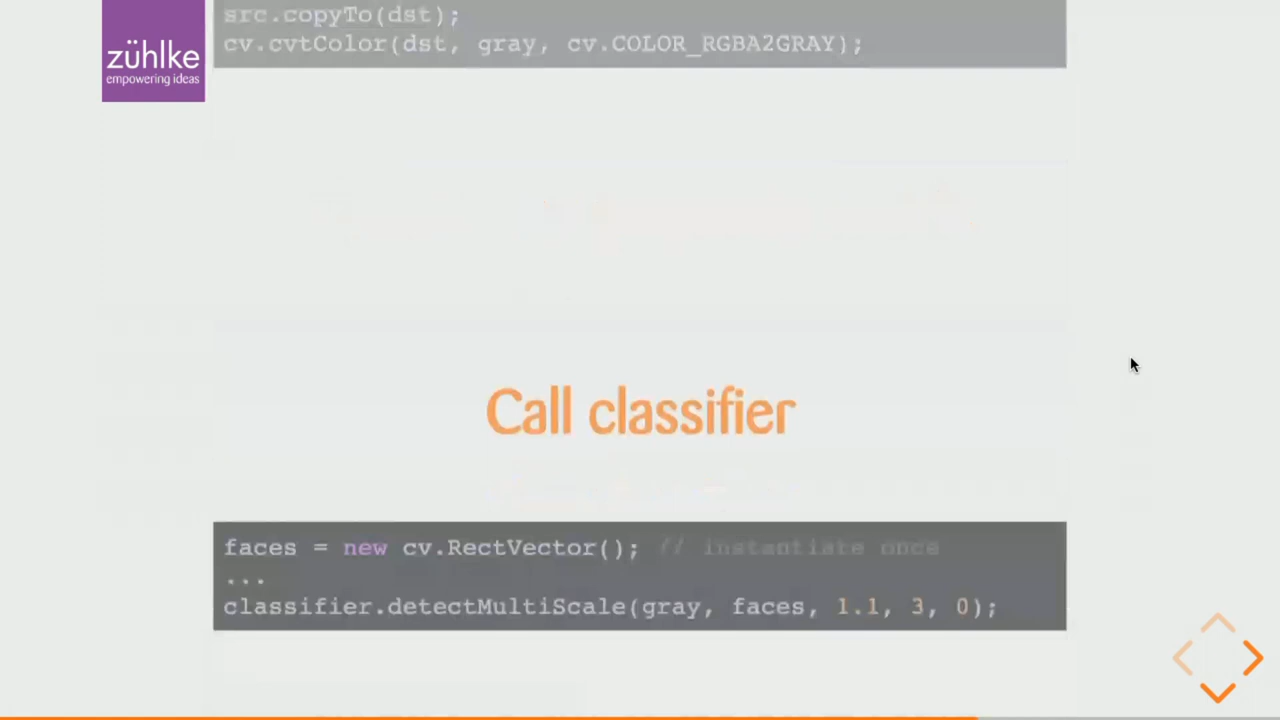 src.copyTo(dst);
cv.cvtColor(dst, gray, cv.COLOR_RGBA2GRAY);
zühlke
empowering ideas
Call classifier
faces = new cv.RectVector(); // instantiate once
...
classifier.detectMultiScale(gray, faces, 1.1, 3, 0);